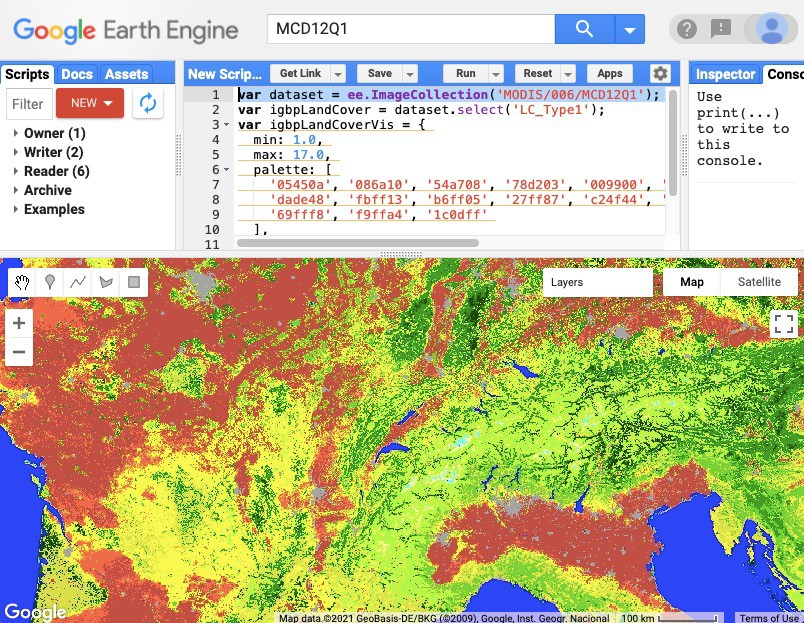 Google Earth Engine
MCD12Q1
Scripts Docs Assets
New Scrip... Get Link Save Run Reset Apps
Inspector Conso
Filter NEW
Owner (1)
Writer (2)
Reader (6)
Archive
Examples
1 var dataset = ee.ImageCollection('MODIS/006/MCD12Q1');
2 var igbpLandCover = dataset.select('LC_Type1');
3 var igbpLandCoverVis = {
4 min: 1.0,
5 max: 17.0,
6 palette: [
7 '05450a', '086a10', '54a708', '78d203', '009900', '
8 'dade48', 'fbff13', 'b6ff05', '27ff87', 'c24f44', '
9 '69fff8', 'f9ffa4', '1c0dff'
10 ],
11
Use
print(...)
to write to
this
console.
Layers
Map Satellite
+
−
Google
Map data ©2021 GeoBasis-DE/BKG (©2009), Google, Inst. Geogr. Nacional 100 km Terms of Use